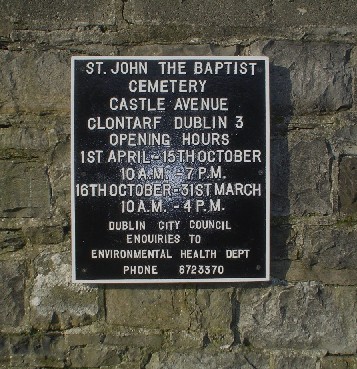 ST. JOHN THE BAPTIST
CEMETERY
CASTLE AVENUE
CLONTARF DUBLIN 3
OPENING HOURS
1ST APRIL - 15TH OCTOBER
10 A.M. - 7 P.M.
16TH OCTOBER - 31ST MARCH
10 A.M. - 4 P.M.
DUBLIN CITY COUNCIL
ENQUIRIES TO
ENVIRONMENTAL HEALTH DEPT
PHONE 8723370